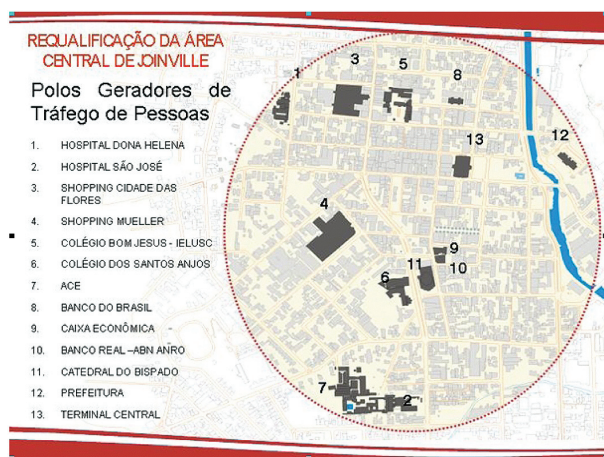 REQUALIFICAÇÃO DA ÁREA
CENTRAL DE JOINVILLE
Polos Geradores de
Tráfego de Pessoas
1. HOSPITAL DONA HELENA
2. HOSPITAL SÃO JOSÉ
3. SHOPPING CIDADE DAS
FLORES
4. SHOPPING MUELLER
5. COLÉGIO BOM JESUS - IELUSC
6. COLÉGIO DOS SANTOS ANJOS
7. ACE
8. BANCO DO BRASIL
9. CAIXA ECONÔMICA -
10. BANCO REAL –ABN ANRO
11. CATEDRAL DO BISPADO
12. PREFEITURA
13. TERMINAL CENTRAL
1
3
5
8
13
12
4
9
11
10
6
7
2